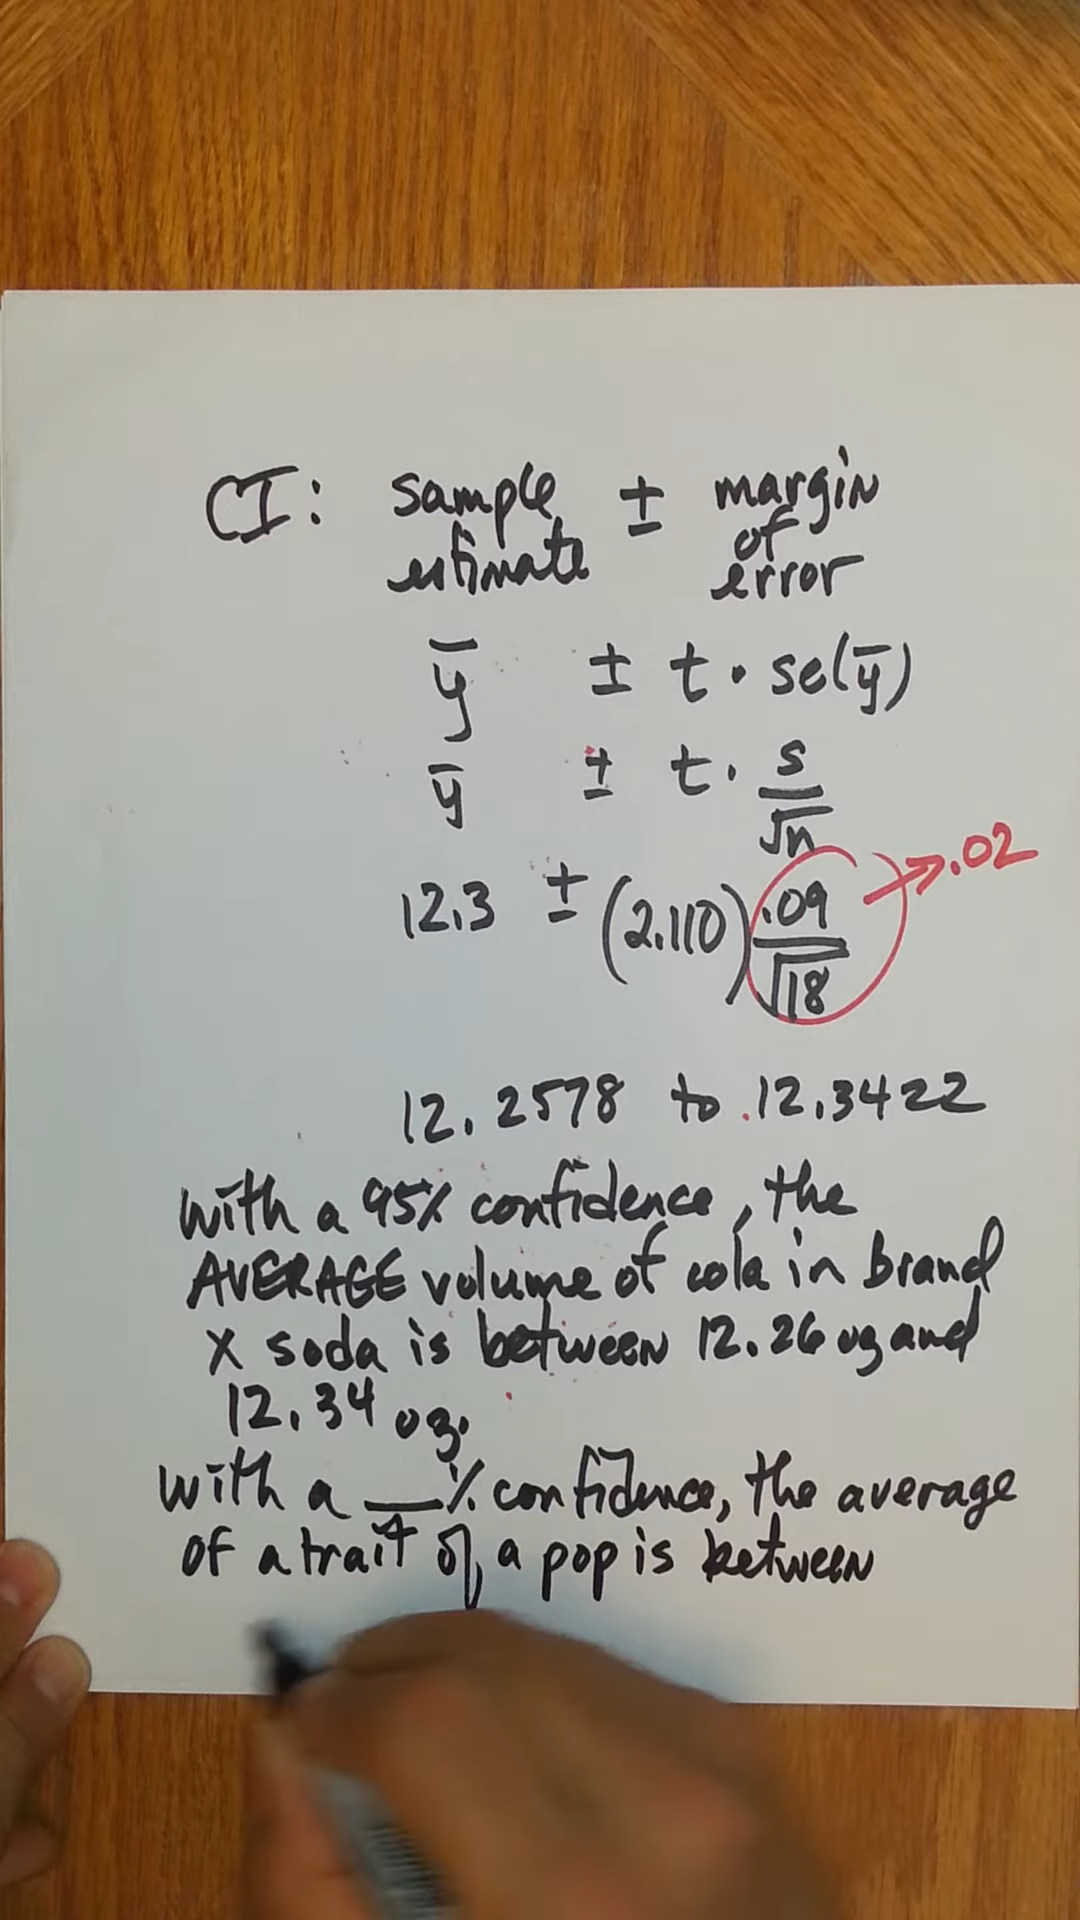 CI: sample ± margin
estimate of
error
ȳ ± t · se(ȳ)
ȳ ± t · s/√n
12.3 ± (2.110) .09/√18 → .02
12.2578 to 12.3422
with a 95% confidence, the
AVERAGE volume of cola in brand
X soda is between 12.26 oz and
12.34 oz.
with a __% confidence, the average
of a trait of a pop is between